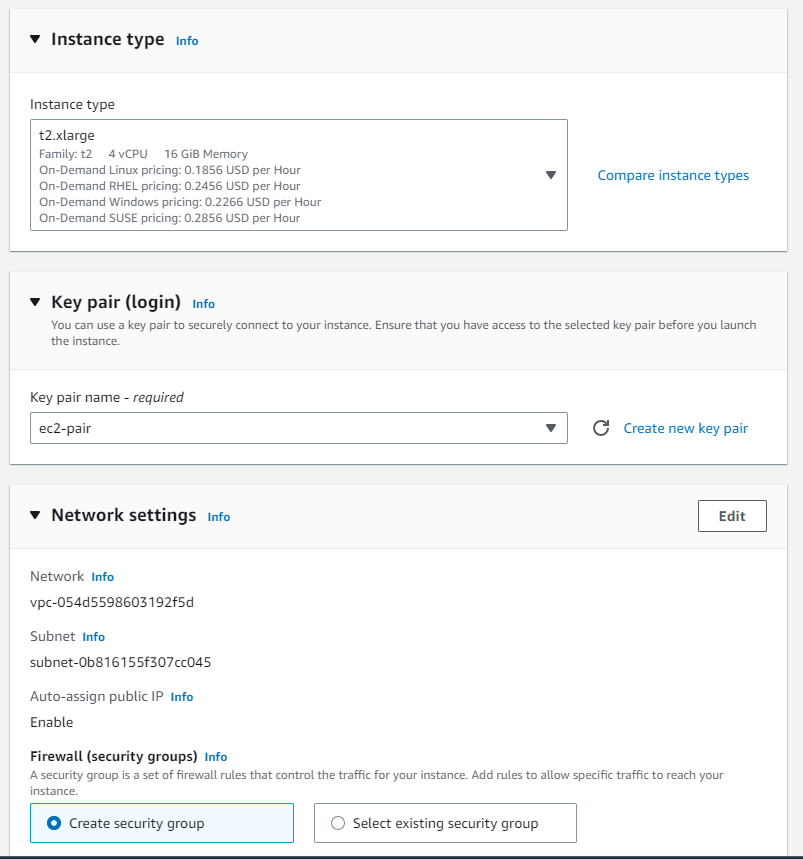 Instance type Info
Instance type
t2.xlarge
Family: t2 4 vCPU 16 GiB Memory
On-Demand Linux pricing: 0.1856 USD per Hour
On-Demand RHEL pricing: 0.2456 USD per Hour
On-Demand Windows pricing: 0.2266 USD per Hour
On-Demand SUSE pricing: 0.2856 USD per Hour
Compare instance types
Key pair (login) Info
You can use a key pair to securely connect to your instance. Ensure that you have access to the selected key pair before you launch
the instance.
Key pair name - required
ec2-pair
Create new key pair
Network settings Info
Edit
Network Info
vpc-054d5598603192f5d
Subnet Info
subnet-0b816155f307cc045
Auto-assign public IP Info
Enable
Firewall (security groups) Info
A security group is a set of firewall rules that control the traffic for your instance. Add rules to allow specific traffic to reach your
instance.
Create security group
Select existing security group